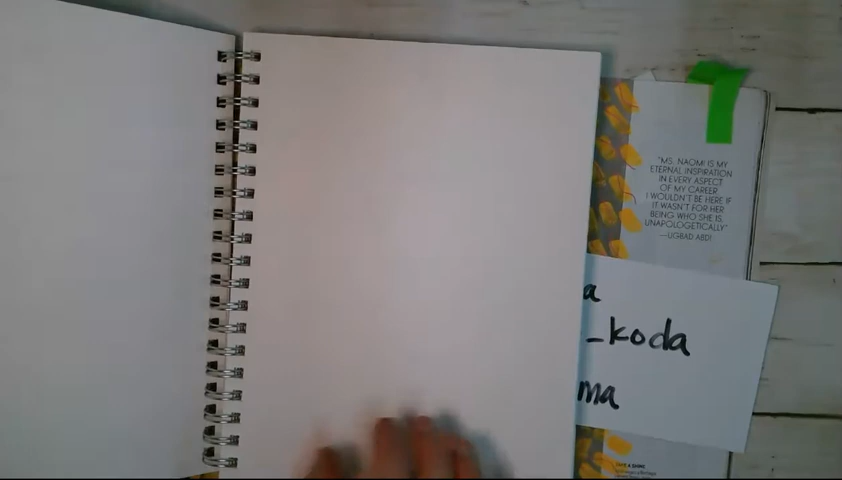 "MS. NAOMI IS MY
ETERNAL INSPIRATION
IN EVERY ASPECT
OF MY CAREER
I WOULDN'T BE HERE IF
IT WASN'T FOR HER
BEING WHO SHE IS,
UNAPOLOGETICALLY"
—UGBAD ABDI
a
_koda
ma